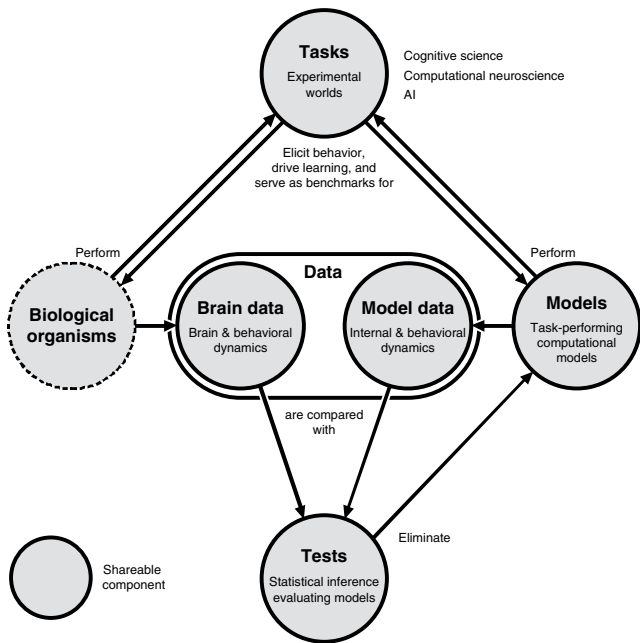 Tasks
Experimental
worlds
Cognitive science
Computational neuroscience
AI
Elicit behavior,
drive learning, and
serve as benchmarks for
Perform
Perform
Data
Biological
organisms
Brain data
Brain & behavioral
dynamics
Model data
Internal & behavioral
dynamics
Models
Task-performing
computational
models
are compared
with
Eliminate
Tests
Statistical inference
evaluating models
Shareable
component